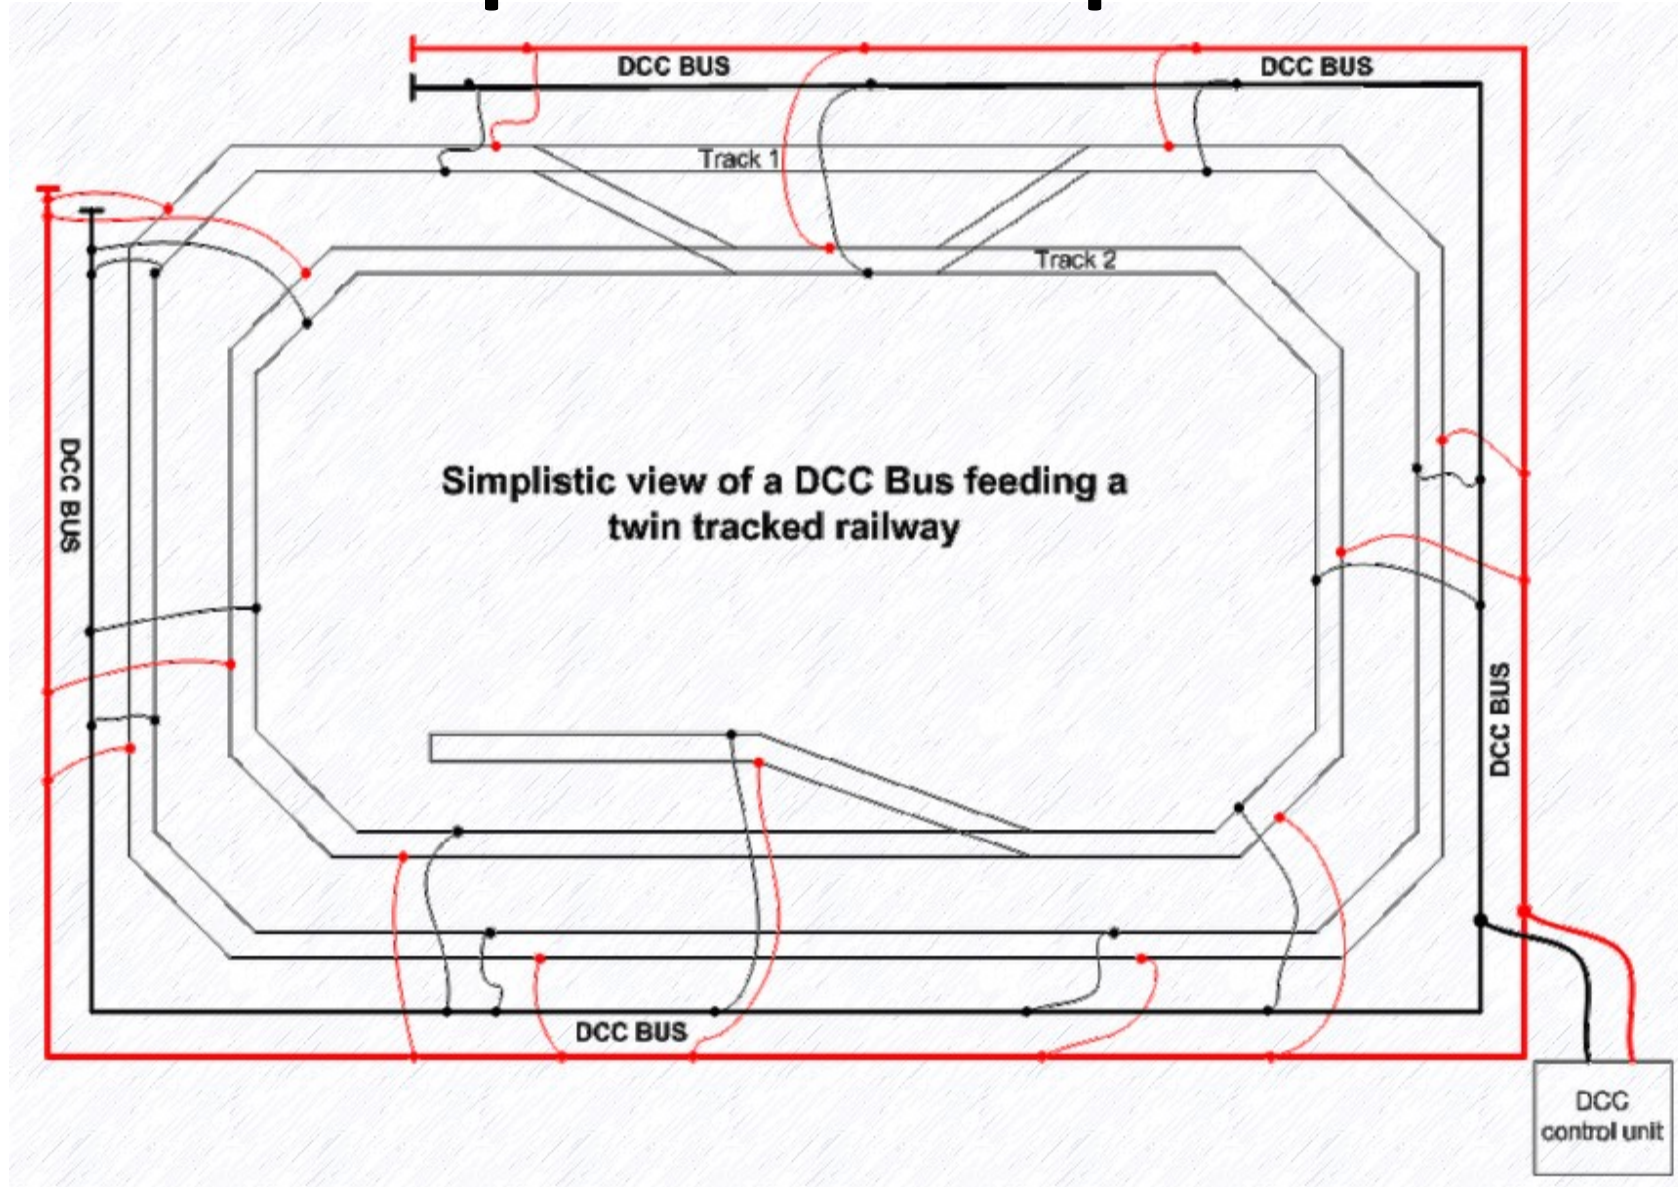 DCC BUS
DCC BUS
Track 1
Track 2
DCC BUS
Simplistic view of a DCC Bus feeding a
twin tracked railway
DCC BUS
DCC BUS
DCC
control unit